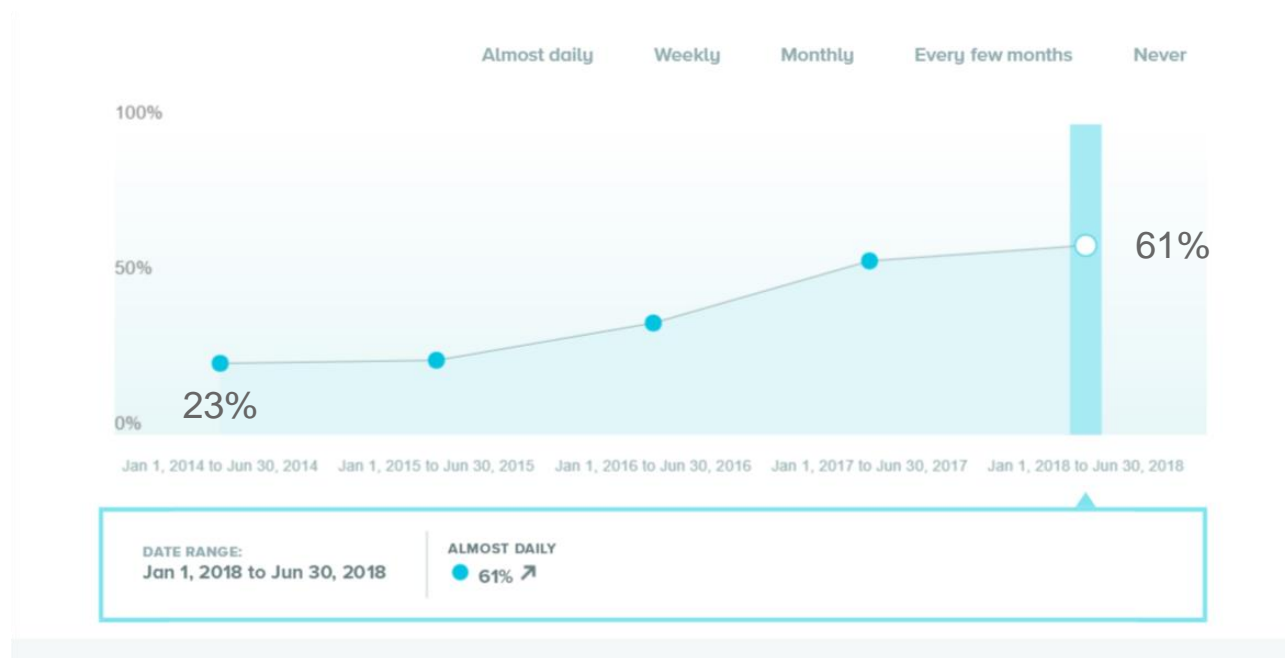 Almost daily Weekly Monthly Every few months Never
100%
61%
50%
23%
0%
Jan 1, 2014 to Jun 30, 2014 Jan 1, 2015 to Jun 30, 2015 Jan 1, 2016 to Jun 30, 2016 Jan 1, 2017 to Jun 30, 2017 Jan 1, 2018 to Jun 30, 2018
DATE RANGE:
Jan 1, 2018 to Jun 30, 2018
ALMOST DAILY
61%